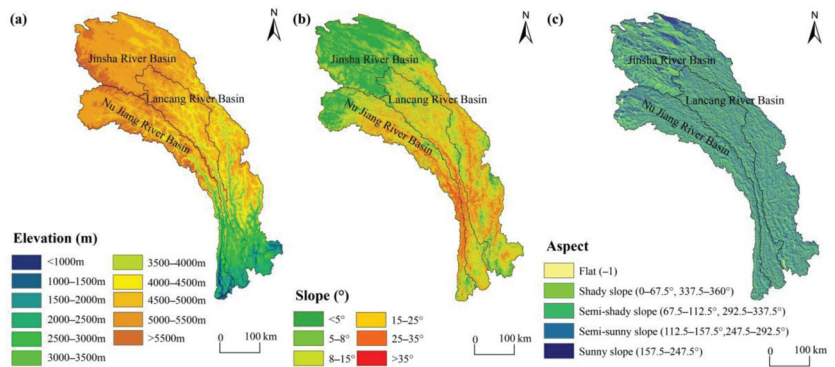 (a)
N
Jinsha River Basin
Lancang River Basin
Nu Jiang River Basin
Elevation (m)
<1000m
1000–1500m
1500–2000m
2000–2500m
2500–3000m
3000–3500m
3500–4000m
4000–4500m
4500–5000m
5000–5500m
>5500m
0 100 km
(b)
N
Jinsha River Basin
Lancang River Basin
Nu Jiang River Basin
Slope (°)
<5°
5–8°
8–15°
15–25°
25–35°
>35°
0 100 km
(c)
N
Jinsha River Basin
Lancang River Basin
Nu Jiang River Basin
Aspect
Flat (–1)
Shady slope (0–67.5°, 337.5–360°)
Semi-shady slope (67.5–112.5°, 292.5–337.5°)
Semi-sunny slope (112.5–157.5°,247.5–292.5°)
Sunny slope (157.5–247.5°)
0 100 km